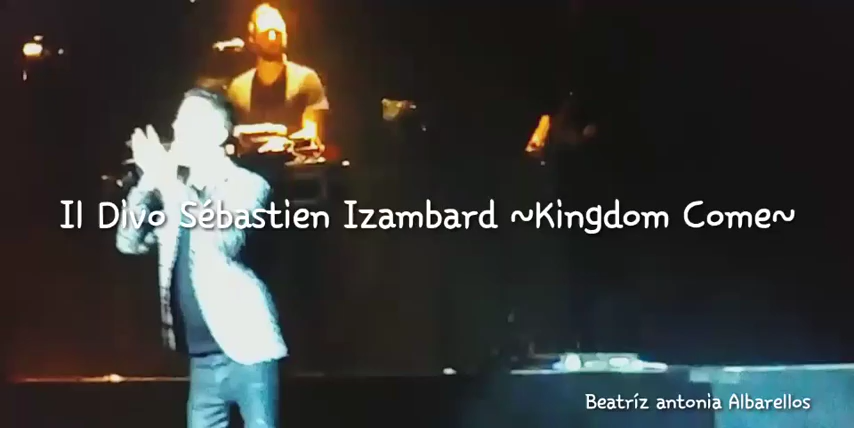 Il Divo Sébastien Izambard ~Kingdom Come~
Beatríz antonia Albarellos